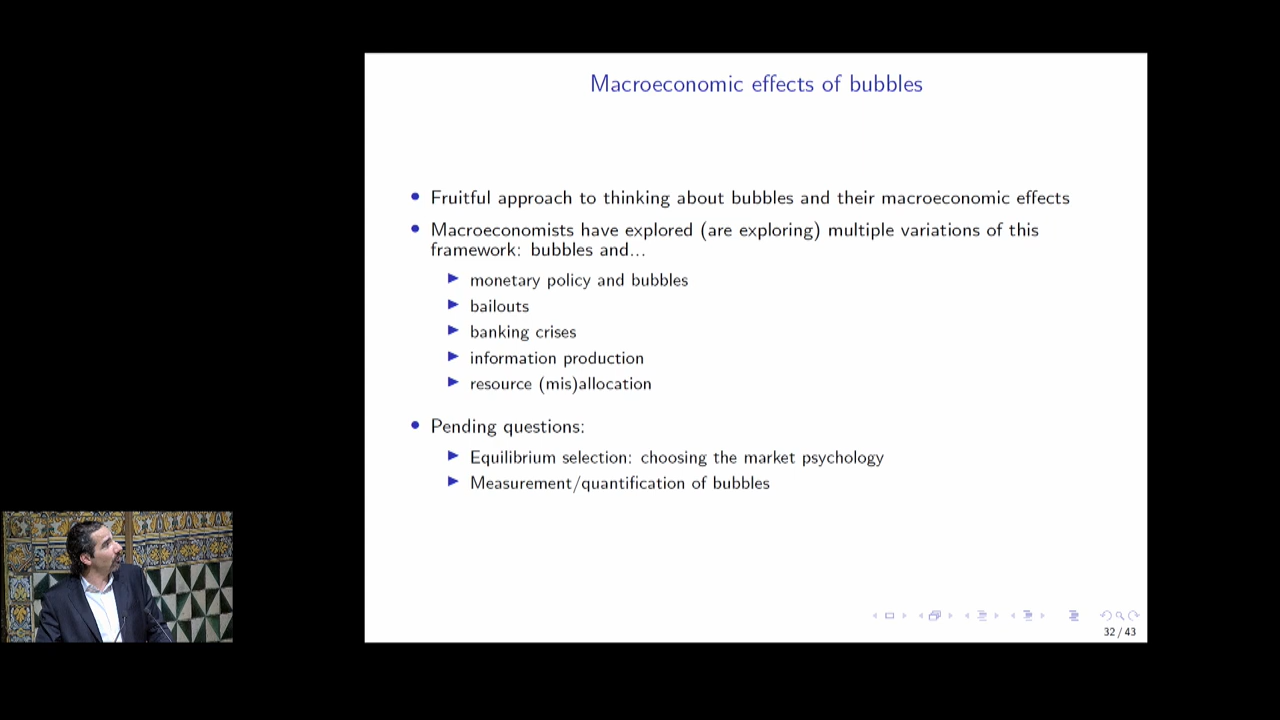 Macroeconomic effects of bubbles
Fruitful approach to thinking about bubbles and their macroeconomic effects
Macroeconomists have explored (are exploring) multiple variations of this
framework: bubbles and...
monetary policy and bubbles
bailouts
banking crises
information production
resource (mis)allocation
Pending questions:
Equilibrium selection: choosing the market psychology
Measurement/quantification of bubbles
32 / 43